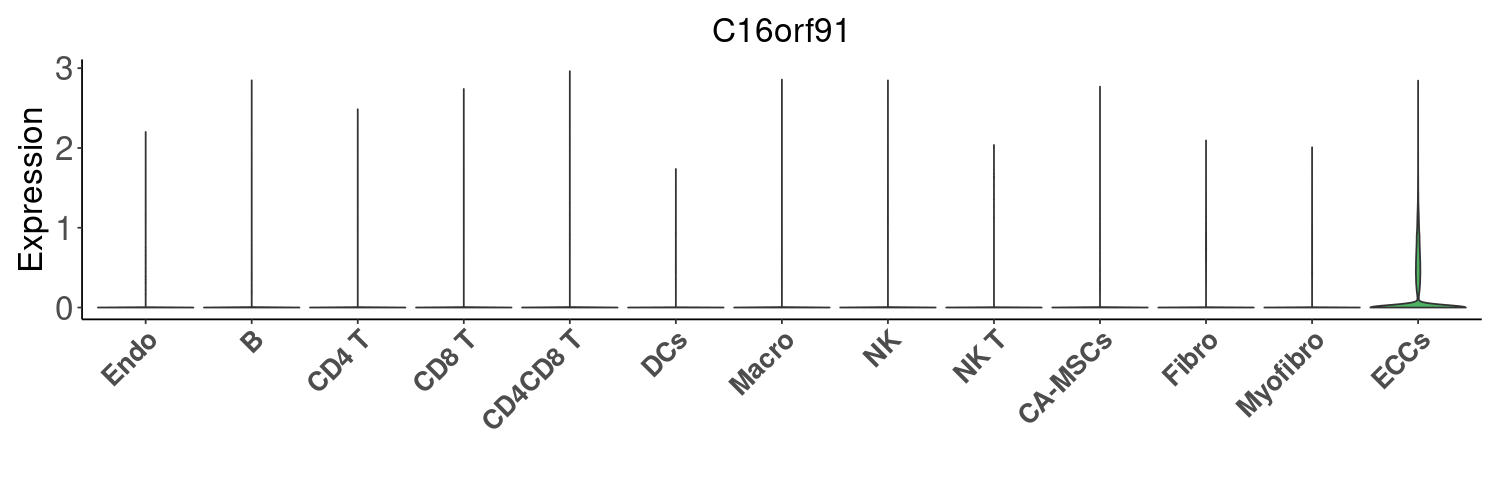 C16orf91
Expression
3
2
1
0
Endo
B
CD4 T
CD8 T
CD4CD8 T
DCs
Macro
NK
NK T
CA-MSCs
Fibro
Myofibro
ECCs